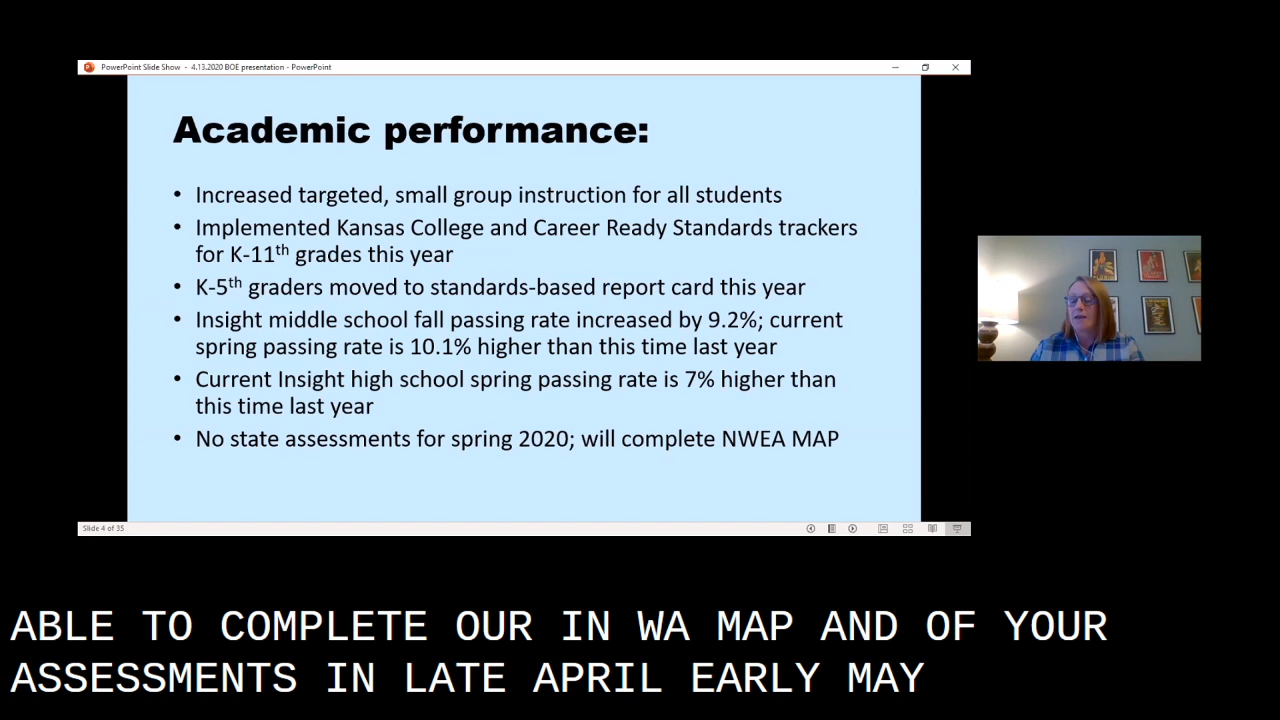 PowerPoint Slide Show - 4.13.2020 BOE presentation - PowerPoint
Academic performance:
• Increased targeted, small group instruction for all students
• Implemented Kansas College and Career Ready Standards trackers
for K-11th grades this year
• K-5th graders moved to standards-based report card this year
• Insight middle school fall passing rate increased by 9.2%; current
spring passing rate is 10.1% higher than this time last year
• Current Insight high school spring passing rate is 7% higher than
this time last year
• No state assessments for spring 2020; will complete NWEA MAP
Slide 4 of 35
ABLE TO COMPLETE OUR IN WA MAP AND OF YOUR
ASSESSMENTS IN LATE APRIL EARLY MAY